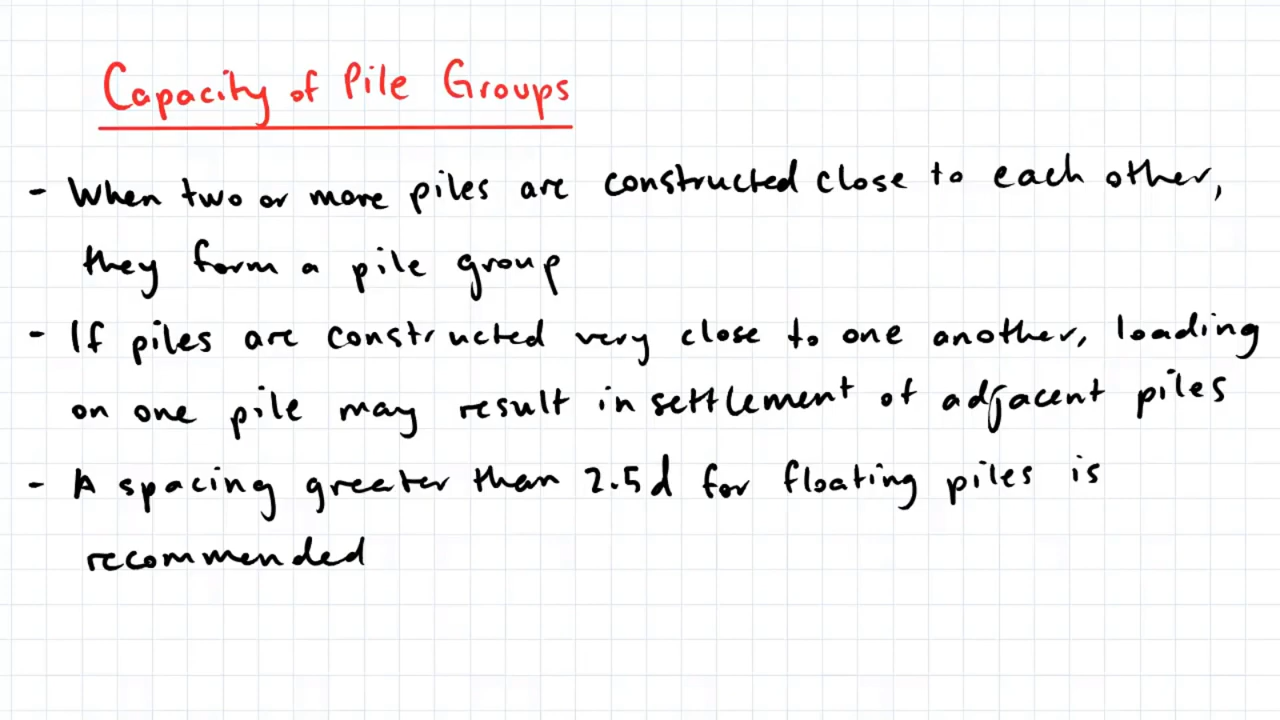 Capacity of Pile Groups
- When two or more piles are constructed close to each other,
they form a pile group
- If piles are constructed very close to one another, loading
on one pile may result in settlement of adjacent piles
- A spacing greater than 2.5d for floating piles is
recommended